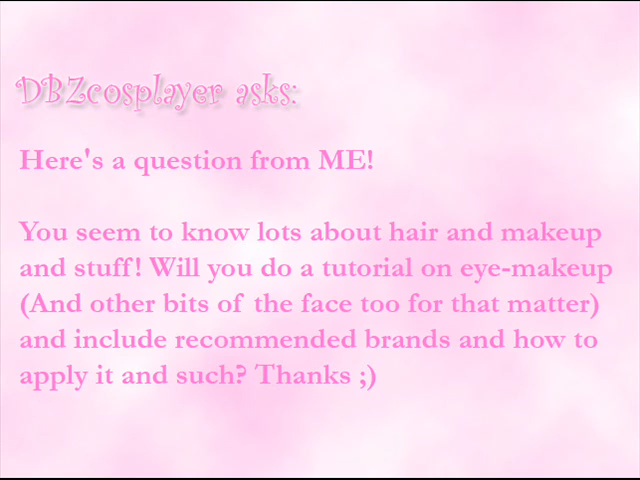 DBZcosplayer asks:
Here's a question from ME!
You seem to know lots about hair and makeup
and stuff! Will you do a tutorial on eye-makeup
(And other bits of the face too for that matter)
and include recommended brands and how to
apply it and such? Thanks ;)